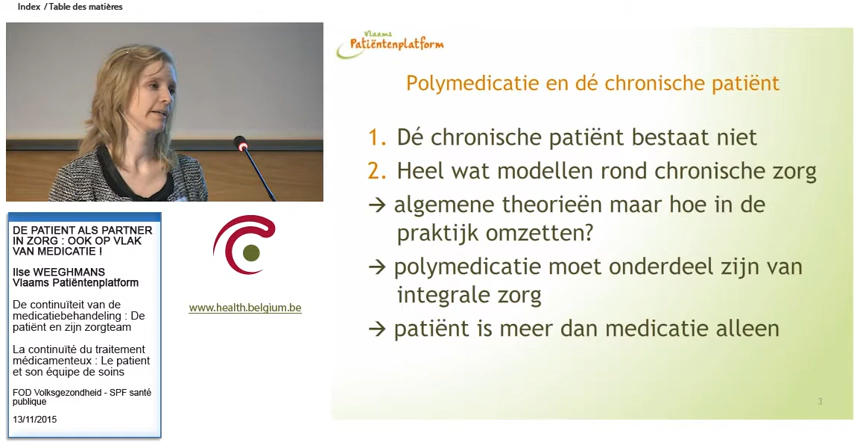 Index / Table des matières
DE PATIENT ALS PARTNER
IN ZORG : OOK OP VLAK
VAN MEDICATIE !
Ilse WEEGHMANS
Vlaams Patiëntenplatform
De continuïteit van de
medicatiebehandeling : De
patiënt en zijn zorgteam
La continuïté du traitement
médicamenteux : Le patient
et son équipe de soins
FOD Volksgezondheid - SPF santé
publique
13/11/2015
www.health.belgium.be
Vlaams
Patiëntenplatform
Polymedicatie en dé chronische patiënt
1. Dé chronische patiënt bestaat niet
2. Heel wat modellen rond chronische zorg
→ algemene theorieën maar hoe in de
praktijk omzetten?
→ polymedicatie moet onderdeel zijn van
integrale zorg
→ patiënt is meer dan medicatie alleen
3